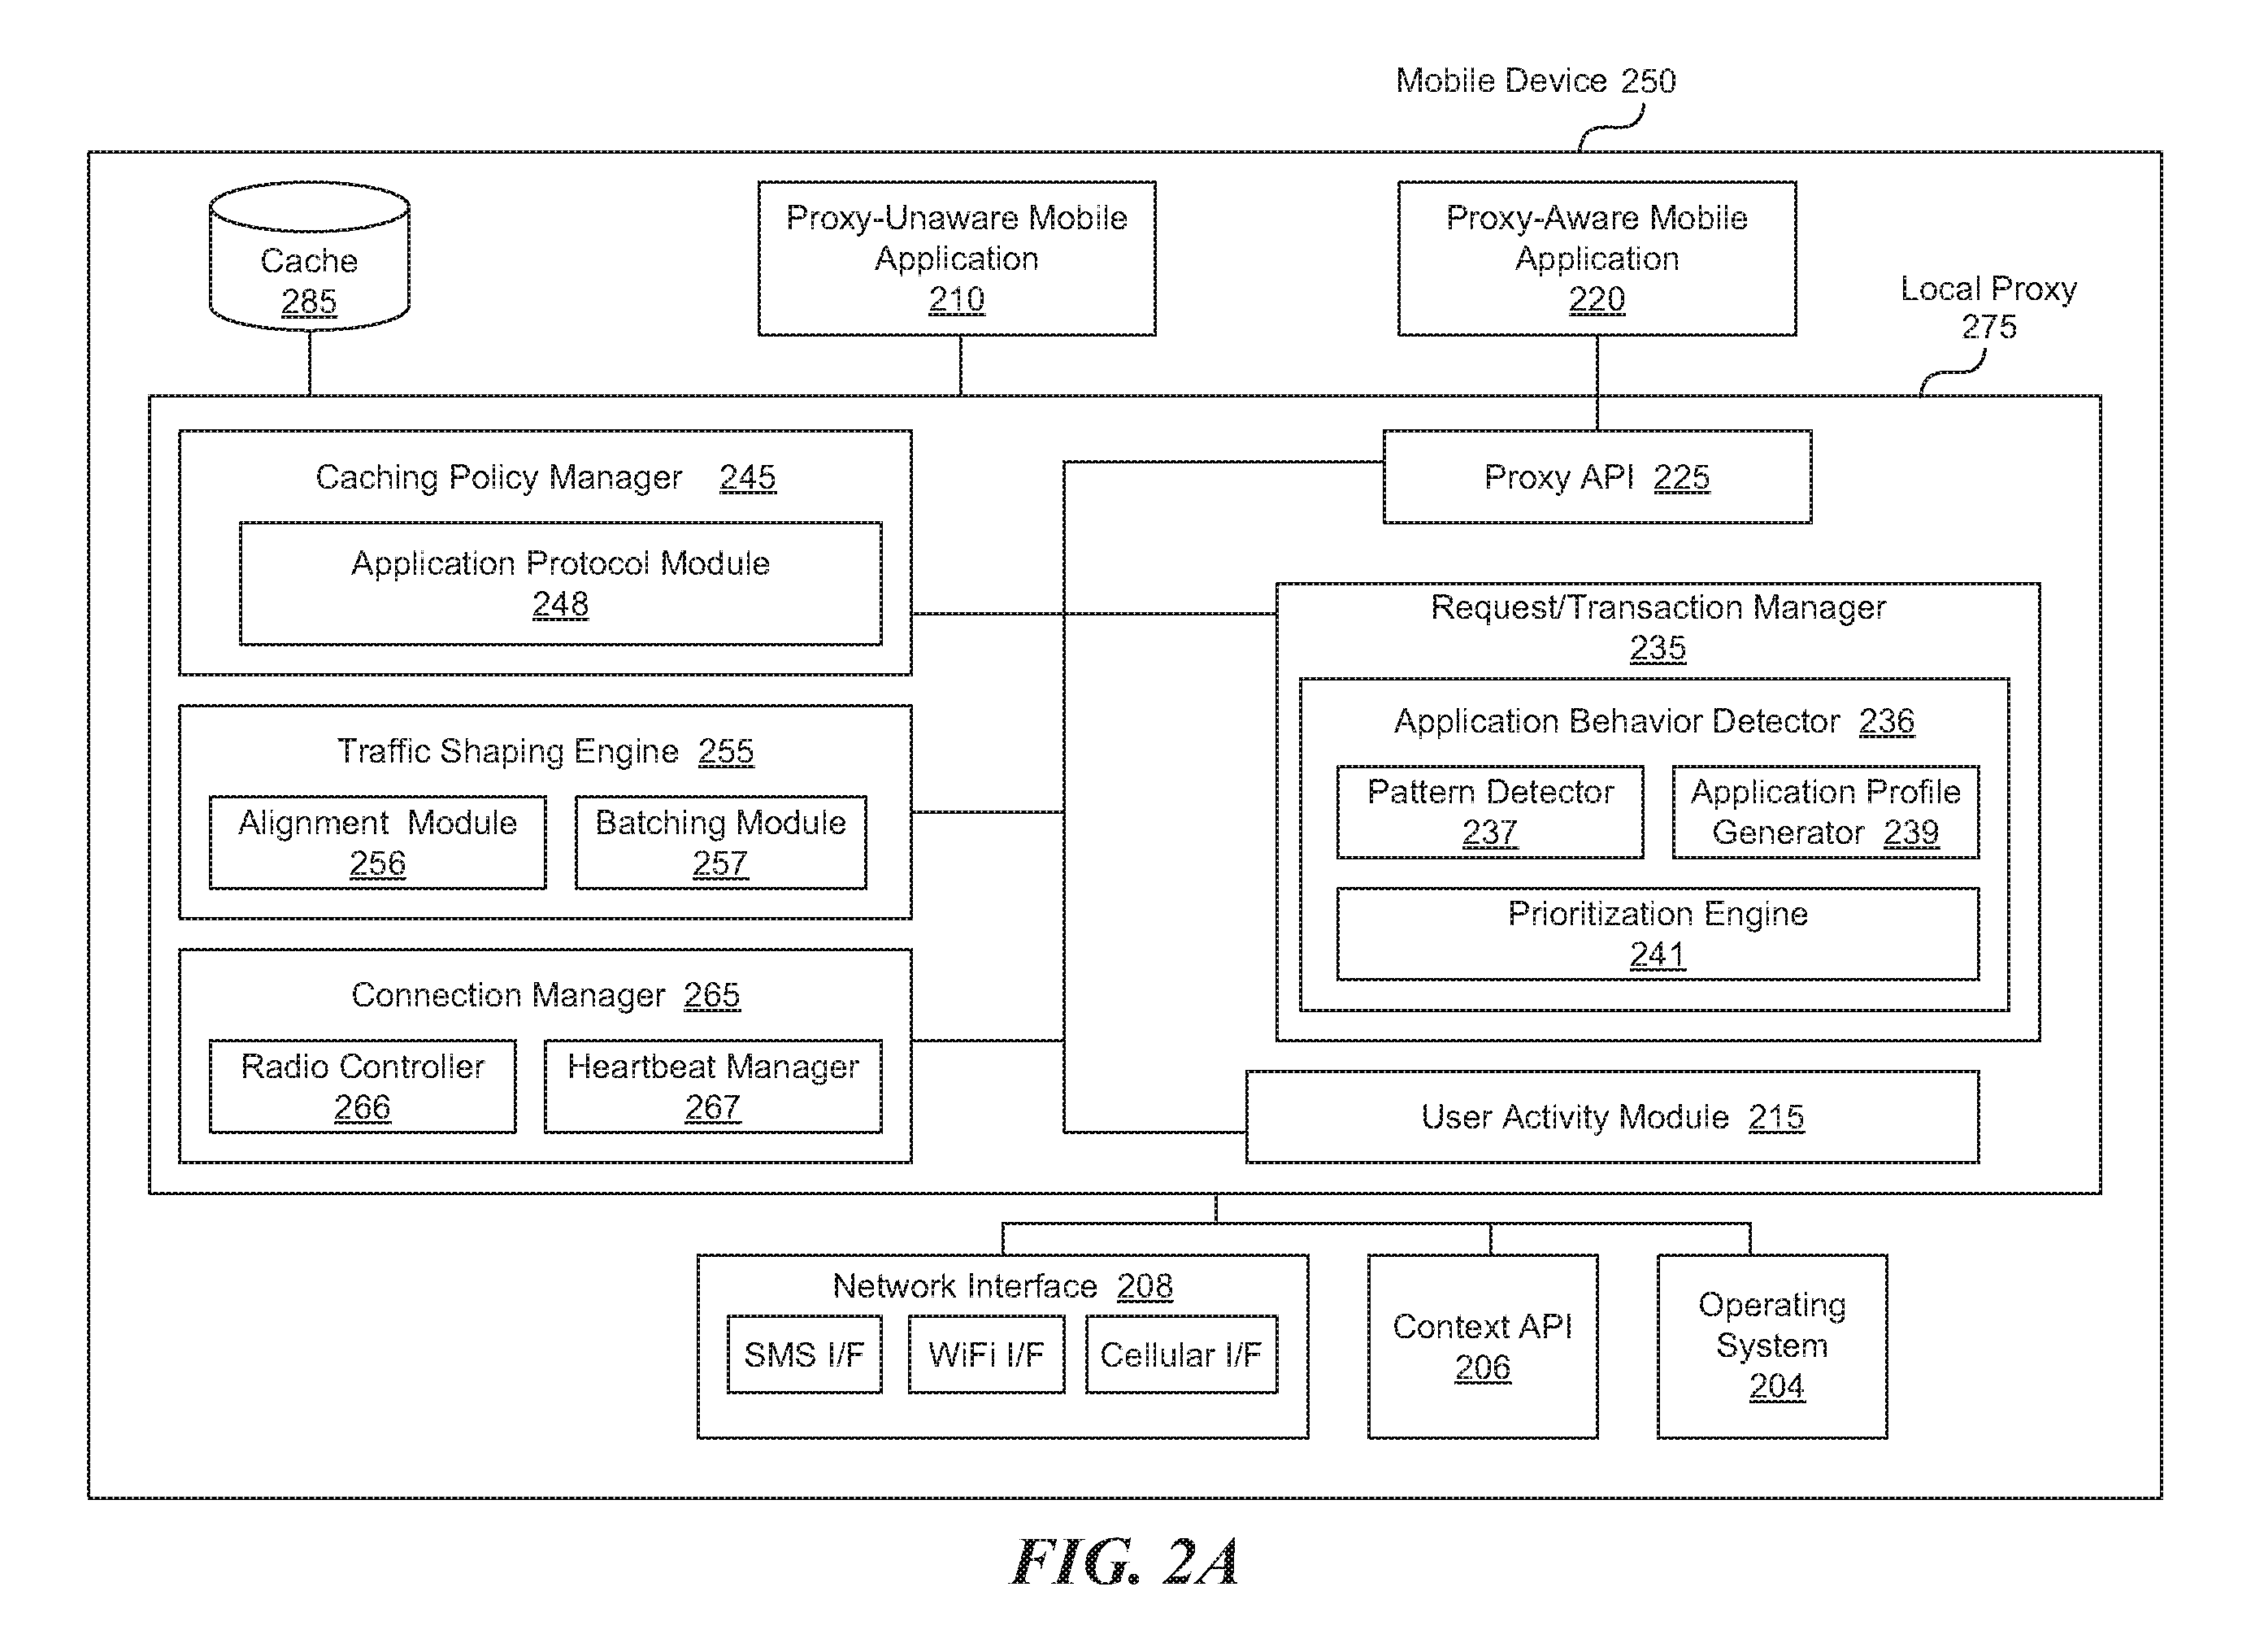 Mobile Device 250
Cache
285
Proxy-Unaware Mobile
Application
210
Proxy-Aware Mobile
Application
220
Local Proxy
275
Caching Policy Manager 245
Application Protocol Module
248
Proxy API 225
Request/Transaction Manager
235
Application Behavior Detector 236
Pattern Detector
237
Application Profile
Generator 239
Prioritization Engine
241
Traffic Shaping Engine 255
Alignment Module
256
Batching Module
257
Connection Manager 265
Radio Controller
266
Heartbeat Manager
267
User Activity Module 215
Network Interface 208
SMS I/F
WiFi I/F
Cellular I/F
Context API
206
Operating
System
204
FIG. 2A